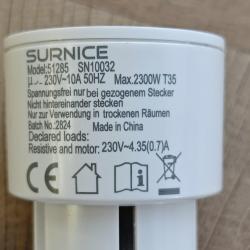 SURNICE
Model:51285 SN10032
µ 230V~10A 50HZ Max.2300W T35
Spannungsfrei nur bei gezogenem Stecker
Nicht hintereinander stecken
Nur zur Verwendung in trockenen Räumen
Batch No.:2824 Made in China
Declared loads:
Resistive and motor; 230V~4.35(0.7)A
CE
i